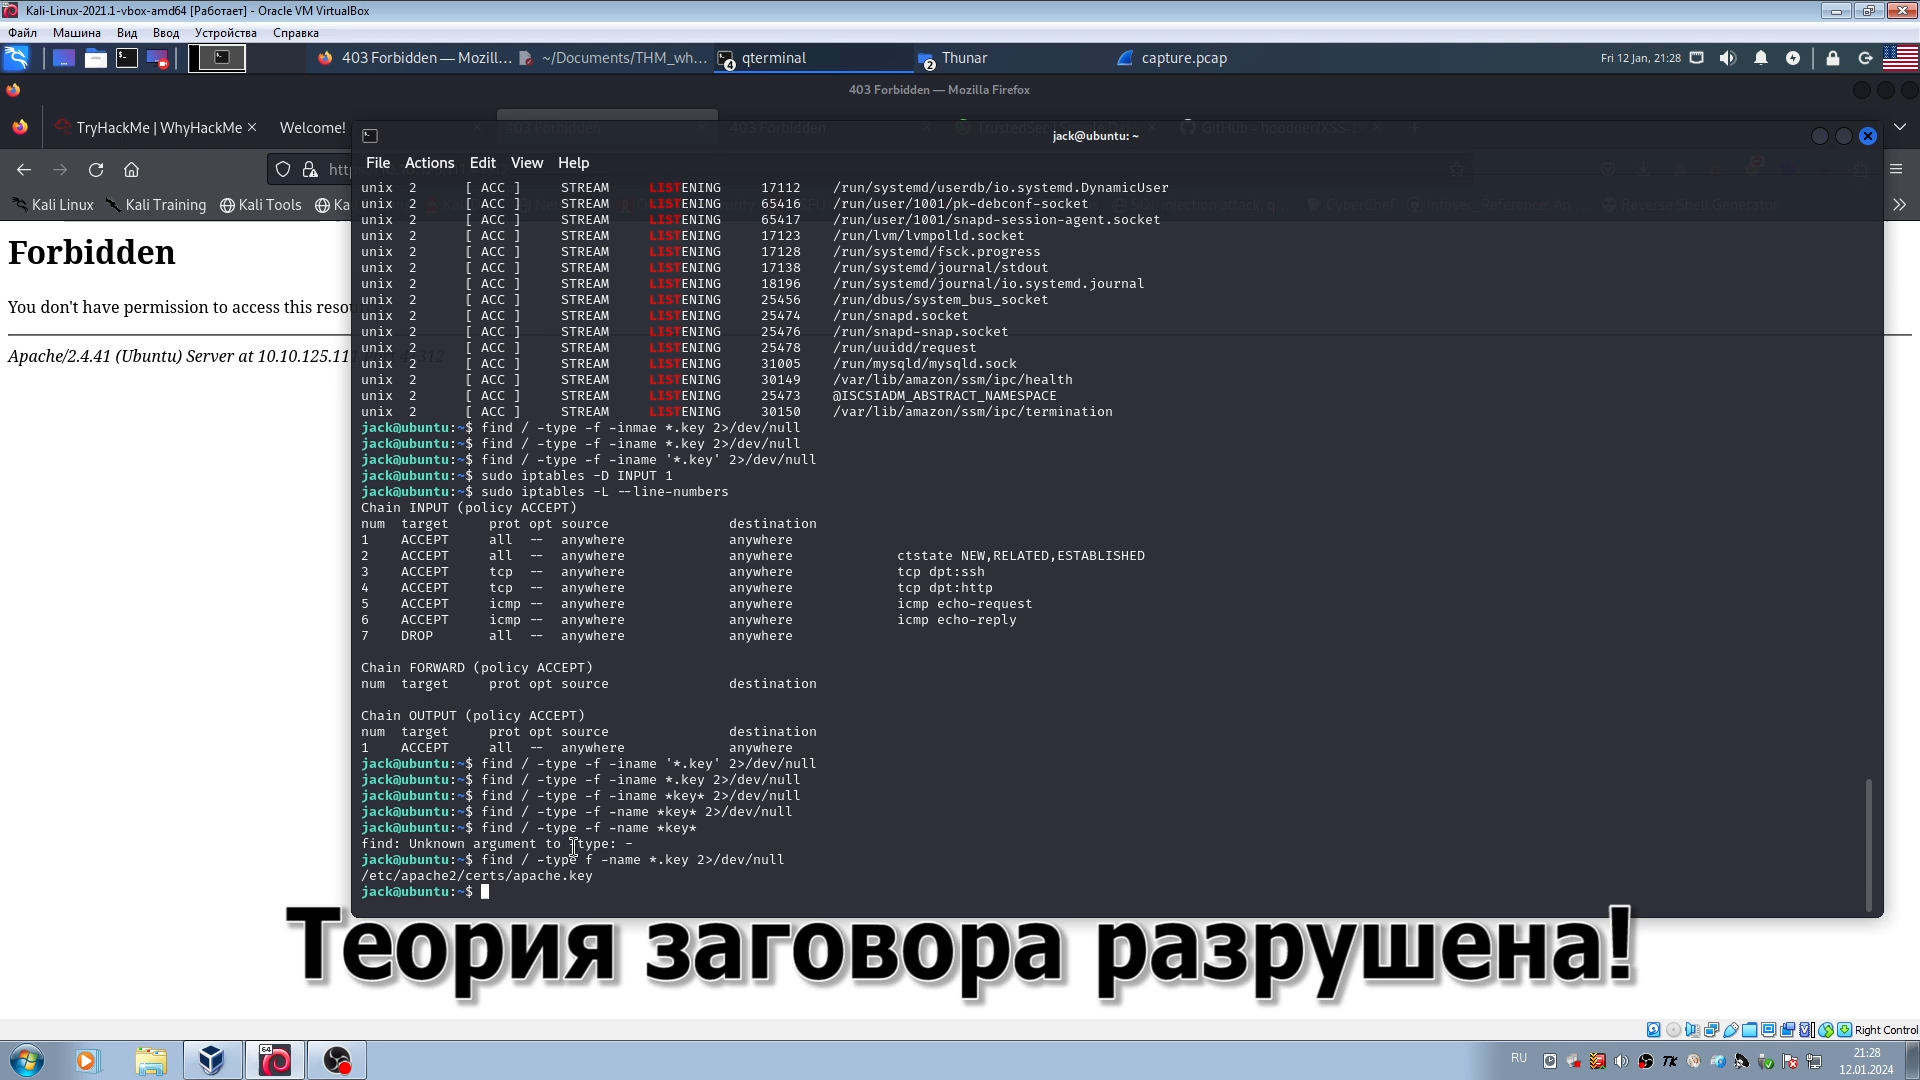 Kali-Linux-2021.1-vbox-amd64 [Работает] - Oracle VM VirtualBox
Файл Машина Вид Ввод Устройства Справка
403 Forbidden — Mozill... ~/Documents/THM_wh... qterminal Thunar capture.pcap Fri 12 Jan, 21:28
403 Forbidden — Mozilla Firefox
TryHackMe | WhyHackMe Welcome! 403 Forbidden 403 Forbidden
jack@ubuntu: ~
File Actions Edit View Help
Kali Linux Kali Training Kali Tools
unix 2 [ ACC ] STREAM LISTENING 17112 /run/systemd/userdb/io.systemd.DynamicUser
unix 2 [ ACC ] STREAM LISTENING 65416 /run/user/1001/pk-debconf-socket
unix 2 [ ACC ] STREAM LISTENING 65417 /run/user/1001/snapd-session-agent.socket
unix 2 [ ACC ] STREAM LISTENING 17123 /run/lvm/lvmpolld.socket
unix 2 [ ACC ] STREAM LISTENING 17128 /run/systemd/fsck.progress
unix 2 [ ACC ] STREAM LISTENING 17138 /run/systemd/journal/stdout
unix 2 [ ACC ] STREAM LISTENING 18196 /run/systemd/journal/io.systemd.journal
unix 2 [ ACC ] STREAM LISTENING 25456 /run/dbus/system_bus_socket
unix 2 [ ACC ] STREAM LISTENING 25474 /run/snapd.socket
unix 2 [ ACC ] STREAM LISTENING 25476 /run/snapd-snap.socket
unix 2 [ ACC ] STREAM LISTENING 25478 /run/uuidd/request
unix 2 [ ACC ] STREAM LISTENING 31005 /run/mysqld/mysqld.sock
unix 2 [ ACC ] STREAM LISTENING 30149 /var/lib/amazon/ssm/ipc/health
unix 2 [ ACC ] STREAM LISTENING 25473 @ISCSIADM_ABSTRACT_NAMESPACE
unix 2 [ ACC ] STREAM LISTENING 30150 /var/lib/amazon/ssm/ipc/termination
jack@ubuntu:~$ find / -type -f -inmae *.key 2>/dev/null
jack@ubuntu:~$ find / -type -f -iname *.key 2>/dev/null
jack@ubuntu:~$ find / -type -f -iname '*.key' 2>/dev/null
jack@ubuntu:~$ sudo iptables -D INPUT 1
jack@ubuntu:~$ sudo iptables -L --line-numbers
Chain INPUT (policy ACCEPT)
num target prot opt source destination
1 ACCEPT all -- anywhere anywhere
2 ACCEPT all -- anywhere anywhere ctstate NEW,RELATED,ESTABLISHED
3 ACCEPT tcp -- anywhere anywhere tcp dpt:ssh
4 ACCEPT tcp -- anywhere anywhere tcp dpt:http
5 ACCEPT icmp -- anywhere anywhere icmp echo-request
6 ACCEPT icmp -- anywhere anywhere icmp echo-reply
7 DROP all -- anywhere anywhere
Chain FORWARD (policy ACCEPT)
num target prot opt source destination
Chain OUTPUT (policy ACCEPT)
num target prot opt source destination
1 ACCEPT all -- anywhere anywhere
jack@ubuntu:~$ find / -type -f -iname '*.key' 2>/dev/null
jack@ubuntu:~$ find / -type -f -iname *.key 2>/dev/null
jack@ubuntu:~$ find / -type -f -iname *key* 2>/dev/null
jack@ubuntu:~$ find / -type -f -name *key* 2>/dev/null
jack@ubuntu:~$ find / -type -f -name *key*
find: Unknown argument to -type: -
jack@ubuntu:~$ find / -type f -name *.key 2>/dev/null
/etc/apache2/certs/apache.key
jack@ubuntu:~$
Forbidden
You don't have permission to access this
Apache/2.4.41 (Ubuntu) Server at
Теория заговора разрушена!
Right Control
RU 21:28
12.01.2024